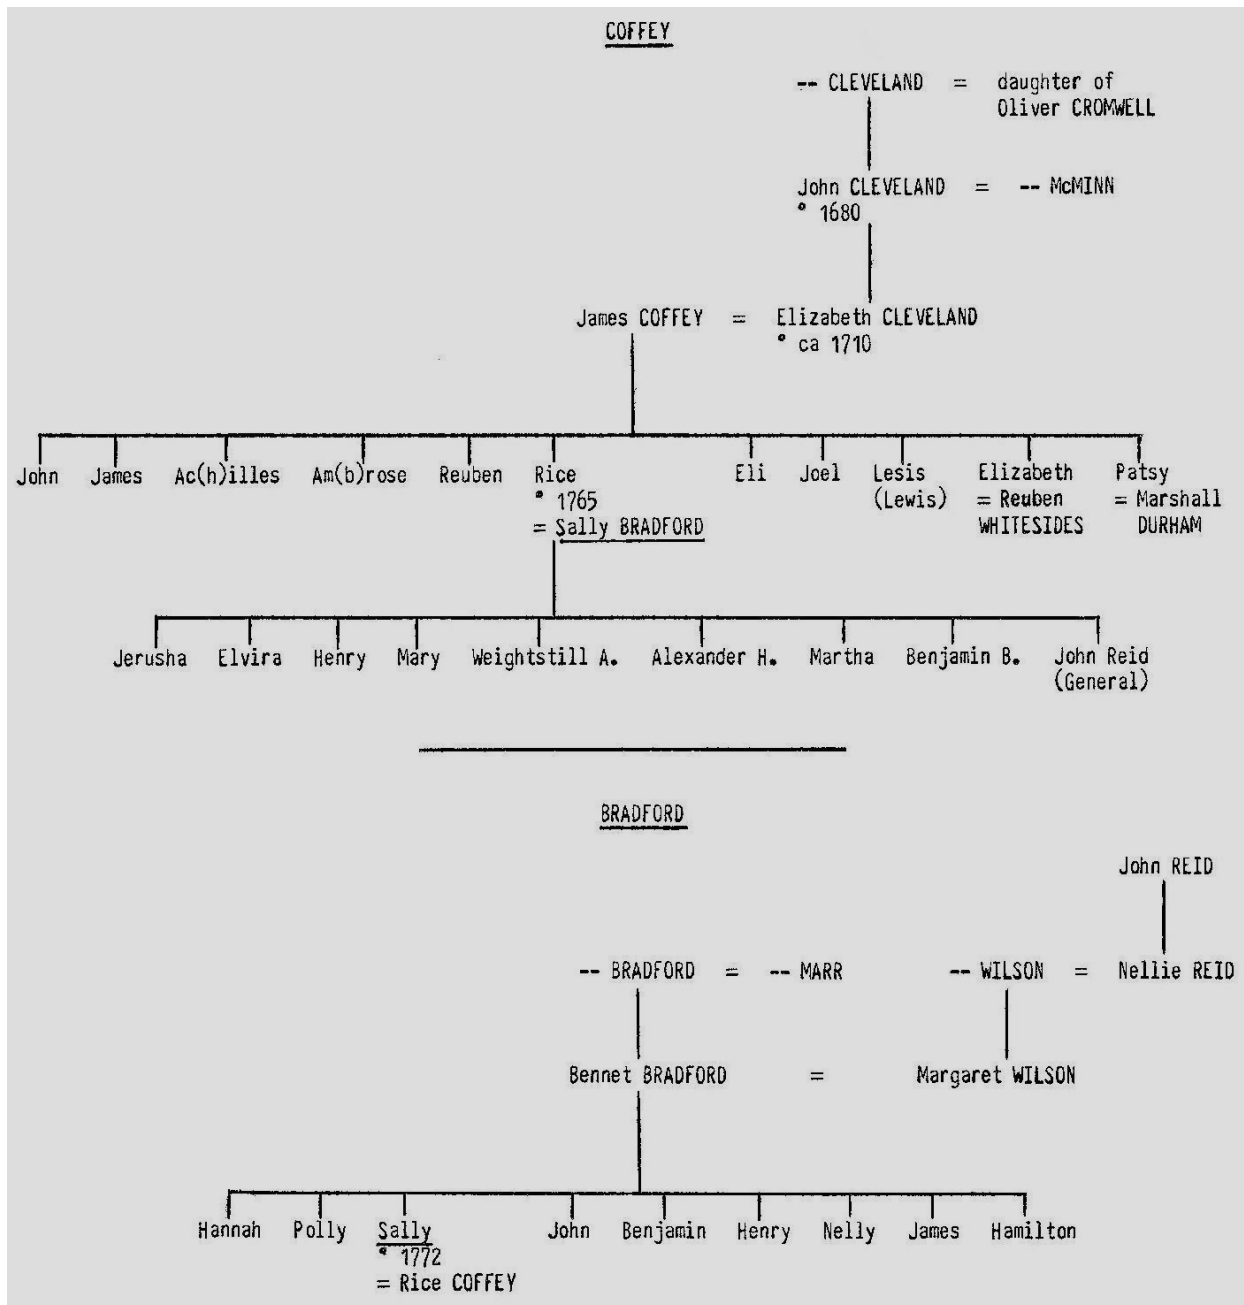 COFFEY
-- CLEVELAND = daughter of
Oliver CROMWELL
John CLEVELAND = -- McMINN
° 1680
James COFFEY = Elizabeth CLEVELAND
° ca 1710
John James Ac(h)illes Am(b)rose Reuben Rice Eli Joel Lesis Elizabeth Patsy
° 1765 (Lewis) = Reuben = Marshall
= Sally BRADFORD WHITESIDES DURHAM
Jerusha Elvira Henry Mary Weightstill A. Alexander H. Martha Benjamin B. John Reid
(General)
BRADFORD
John REID
-- BRADFORD = -- MARR -- WILSON = Nellie REID
Bennet BRADFORD = Margaret WILSON
Hannah Polly Sally John Benjamin Henry Nelly James Hamilton
° 1772
= Rice COFFEY